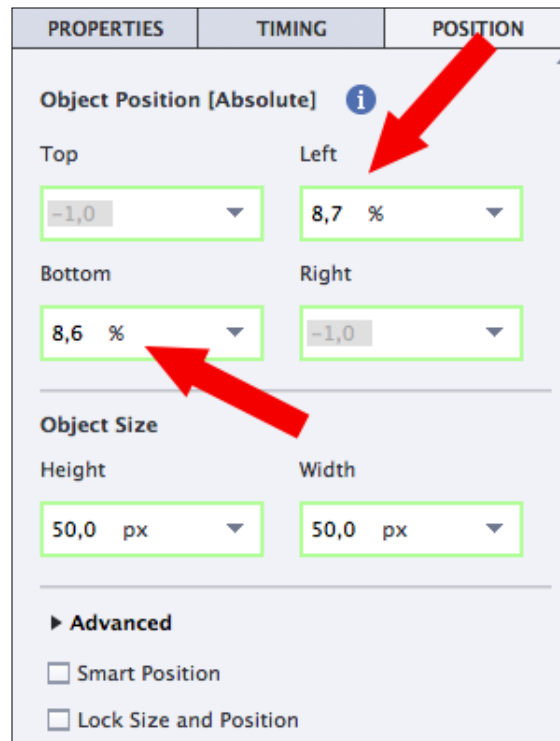 PROPERTIES TIMING POSITION
Object Position [Absolute] i
Top Left
-1,0 8,7 %
Bottom Right
8,6 % -1,0
Object Size
Height Width
50,0 px 50,0 px
Advanced
Smart Position
Lock Size and Position